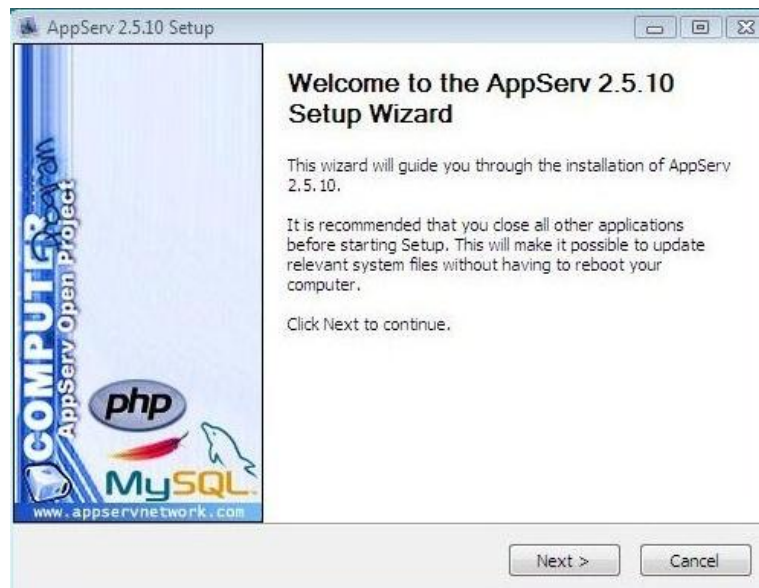 AppServ 2.5.10 Setup
Welcome to the AppServ 2.5.10
Setup Wizard
This wizard will guide you through the installation of AppServ
2.5.10.
It is recommended that you close all other applications
before starting Setup. This will make it possible to update
relevant system files without having to reboot your
computer.
Click Next to continue.
COMPUTER
program
AppServ Open Project
php
MySQL
www.appservnetwork.com
Next >
Cancel